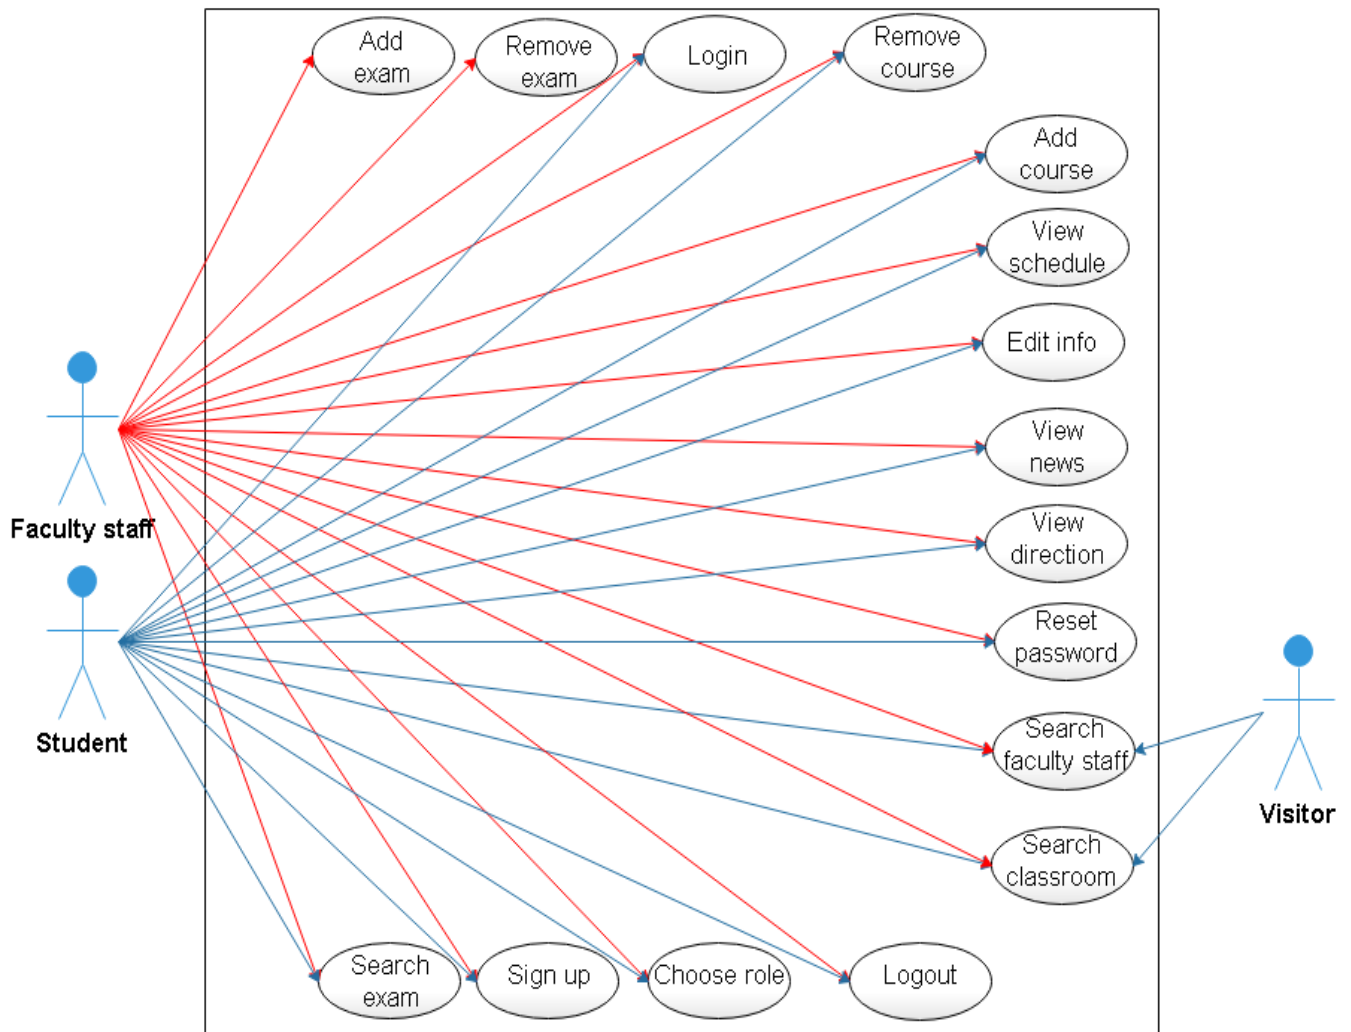 Add
exam
Remove
exam
Login
Remove
course
Add
course
View
schedule
Edit info
View
news
Faculty staff
View
direction
Reset
password
Student
Search
faculty staff
Visitor
Search
classroom
Search
exam
Sign up
Choose role
Logout